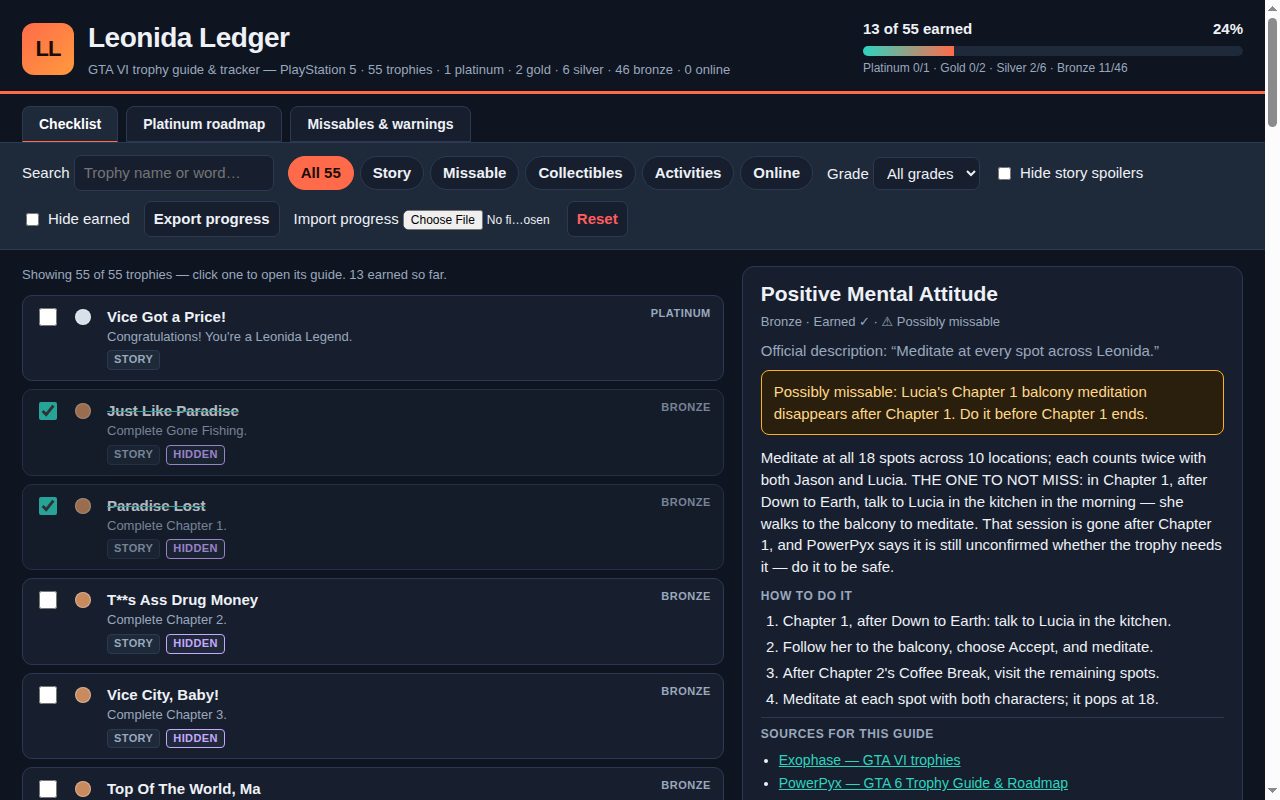 LL
Leonida Ledger
GTA VI trophy guide & tracker — PlayStation 5 · 55 trophies · 1 platinum · 2 gold · 6 silver · 46 bronze · 0 online
13 of 55 earned 24%
Platinum 0/1 · Gold 0/2 · Silver 2/6 · Bronze 11/46
Checklist Platinum roadmap Missables & warnings
Search Trophy name or word… All 55 Story Missable Collectibles Activities Online Grade All grades Hide story spoilers
Hide earned Export progress Import progress Choose File No fi…osen Reset
Showing 55 of 55 trophies — click one to open its guide. 13 earned so far.
Vice Got a Price! PLATINUM
Congratulations! You're a Leonida Legend.
STORY
Just Like Paradise BRONZE
Complete Gone Fishing.
STORY HIDDEN
Paradise Lost BRONZE
Complete Chapter 1.
STORY HIDDEN
T**s Ass Drug Money BRONZE
Complete Chapter 2.
STORY HIDDEN
Vice City, Baby! BRONZE
Complete Chapter 3.
STORY HIDDEN
Top Of The World, Ma BRONZE
Positive Mental Attitude
Bronze · Earned ✓ · ⚠ Possibly missable
Official description: “Meditate at every spot across Leonida.”
Possibly missable: Lucia's Chapter 1 balcony meditation
disappears after Chapter 1. Do it before Chapter 1 ends.
Meditate at all 18 spots across 10 locations; each counts twice with
both Jason and Lucia. THE ONE TO NOT MISS: in Chapter 1, after
Down to Earth, talk to Lucia in the kitchen in the morning — she
walks to the balcony to meditate. That session is gone after Chapter
1, and PowerPyx says it is still unconfirmed whether the trophy needs
it — do it to be safe.
HOW TO DO IT
1. Chapter 1, after Down to Earth: talk to Lucia in the kitchen.
2. Follow her to the balcony, choose Accept, and meditate.
3. After Chapter 2's Coffee Break, visit the remaining spots.
4. Meditate at each spot with both characters; it pops at 18.
SOURCES FOR THIS GUIDE
• Exophase — GTA VI trophies
• PowerPyx — GTA 6 Trophy Guide & Roadmap